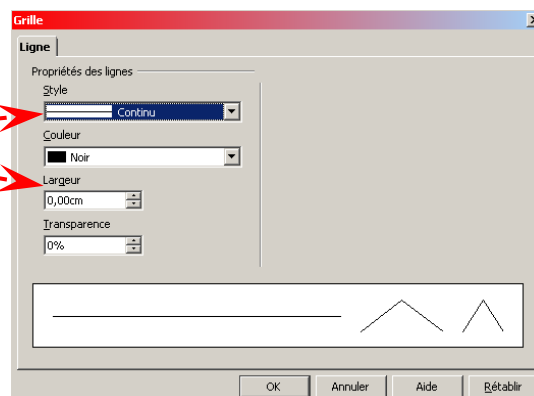 Grille
Ligne
Propriétés des lignes
Style
Continu
Couleur
Noir
Largeur
0,00cm
Transparence
0%
OK Annuler Aide Rétablir